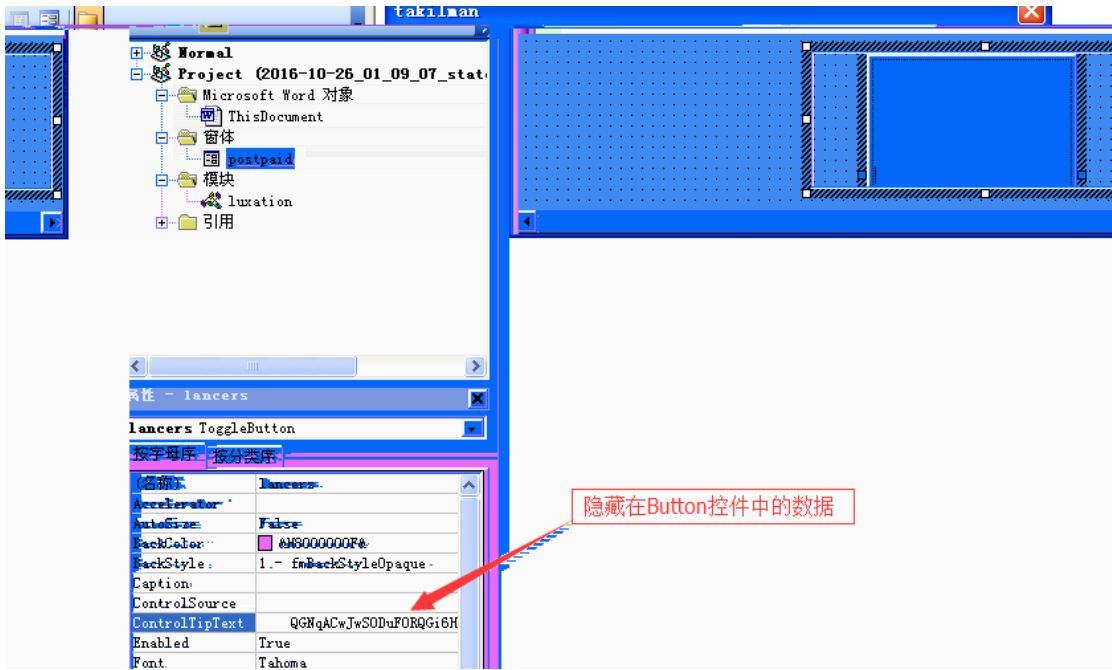 takilman
Normal
Project (2016-10-26_01_09_07_stat
Microsoft Word 对象
ThisDocument
窗体
postpaid
模块
luxation
引用
属性 - lancers
lancers ToggleButton
按字母序 按分类序
(名称) lancers
Accelerator
AutoSize False
BackColor &H8000000F&
BackStyle 1 - fmBackStyleOpaque
Caption
ControlSource
ControlTipText QGNqACwJwSODuFORQGi6H
Enabled True
Font Tahoma
隐藏在Button控件中的数据